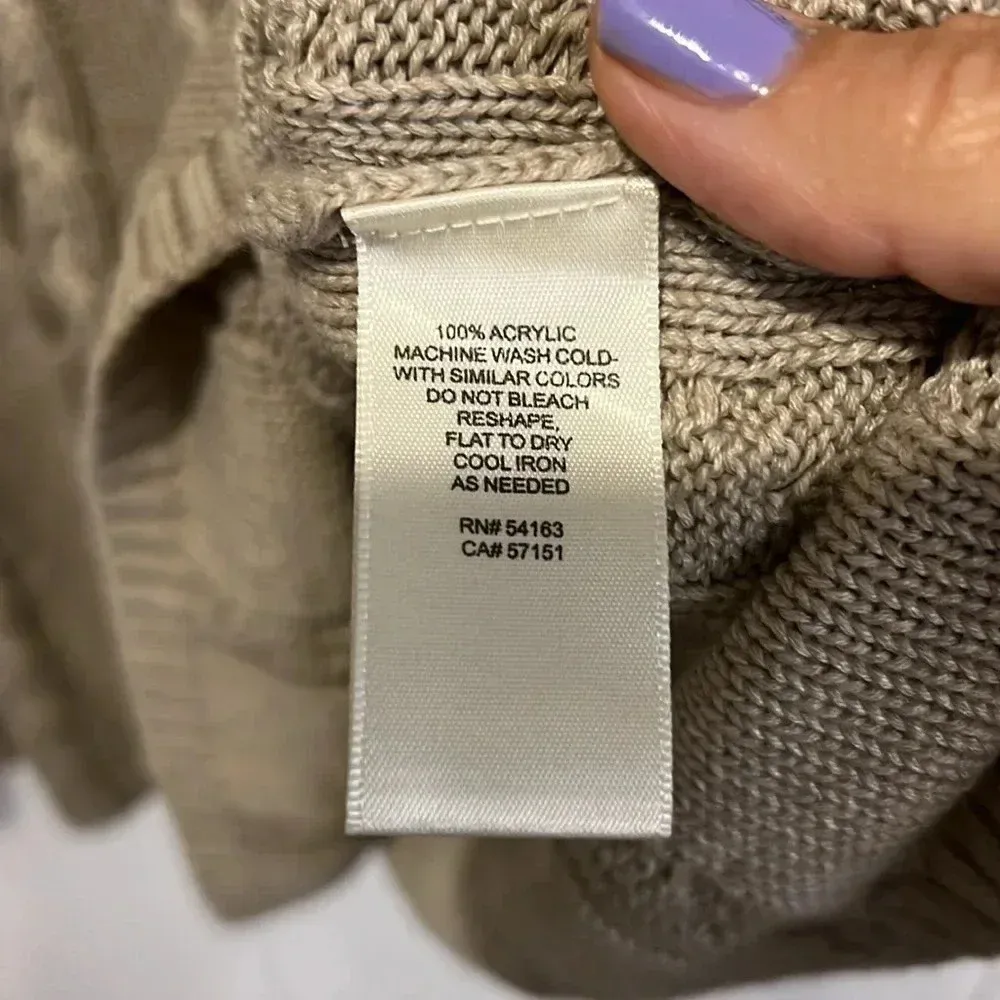 100% ACRYLIC
MACHINE WASH COLD-
WITH SIMILAR COLORS
DO NOT BLEACH
RESHAPE,
FLAT TO DRY
COOL IRON
AS NEEDED
RN# 54163
CA# 57151